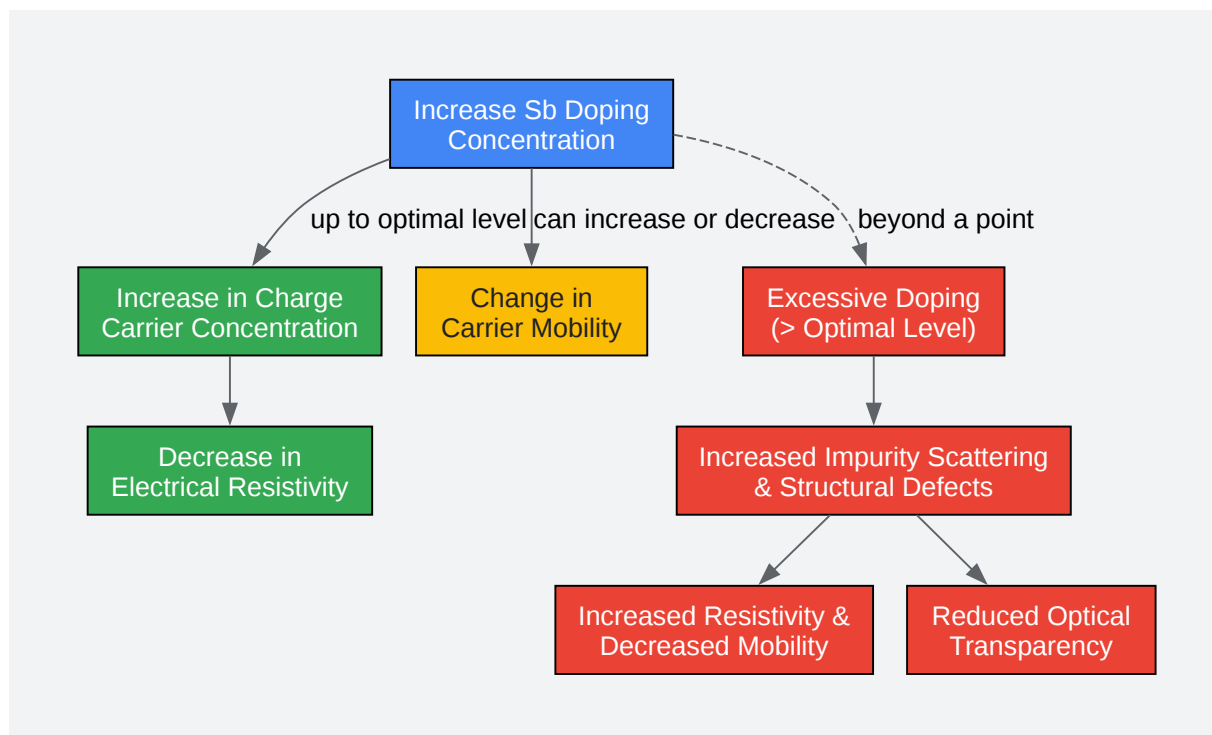 Increase Sb Doping
Concentration
up to optimal level
can increase or decrease
beyond a point
Increase in Charge
Carrier Concentration
Change in
Carrier Mobility
Excessive Doping
(> Optimal Level)
Decrease in
Electrical Resistivity
Increased Impurity Scattering
& Structural Defects
Increased Resistivity &
Decreased Mobility
Reduced Optical
Transparency